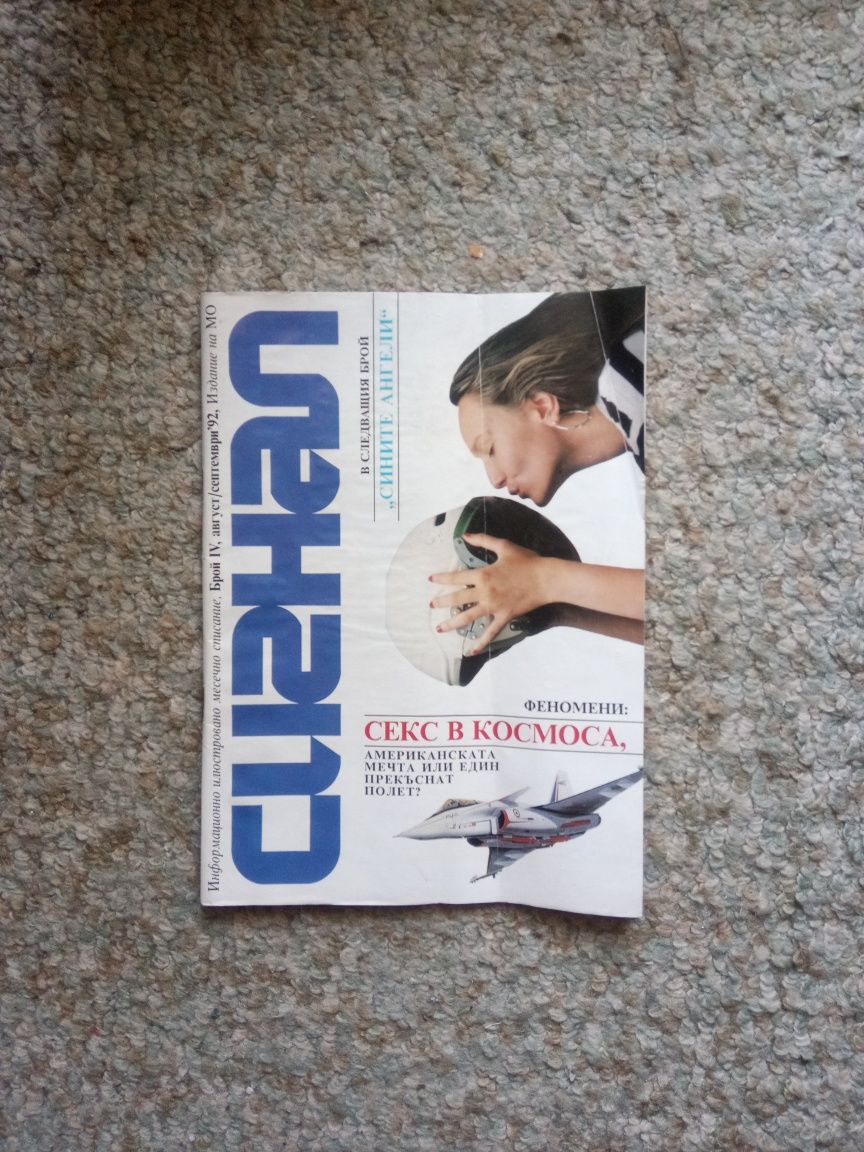 Информационно илюстровано месечно списание. Брой IV, август/септември'92, Издание на МО
сигнал
В СЛЕДВАЩИЯ БРОЙ
„СИНИТЕ АНГЕЛИ“
ФЕНОМЕНИ:
СЕКС В КОСМОСА,
АМЕРИКАНСКАТА
МЕЧТА ИЛИ ЕДИН
ПРЕКЪСНАТ
ПОЛЕТ?